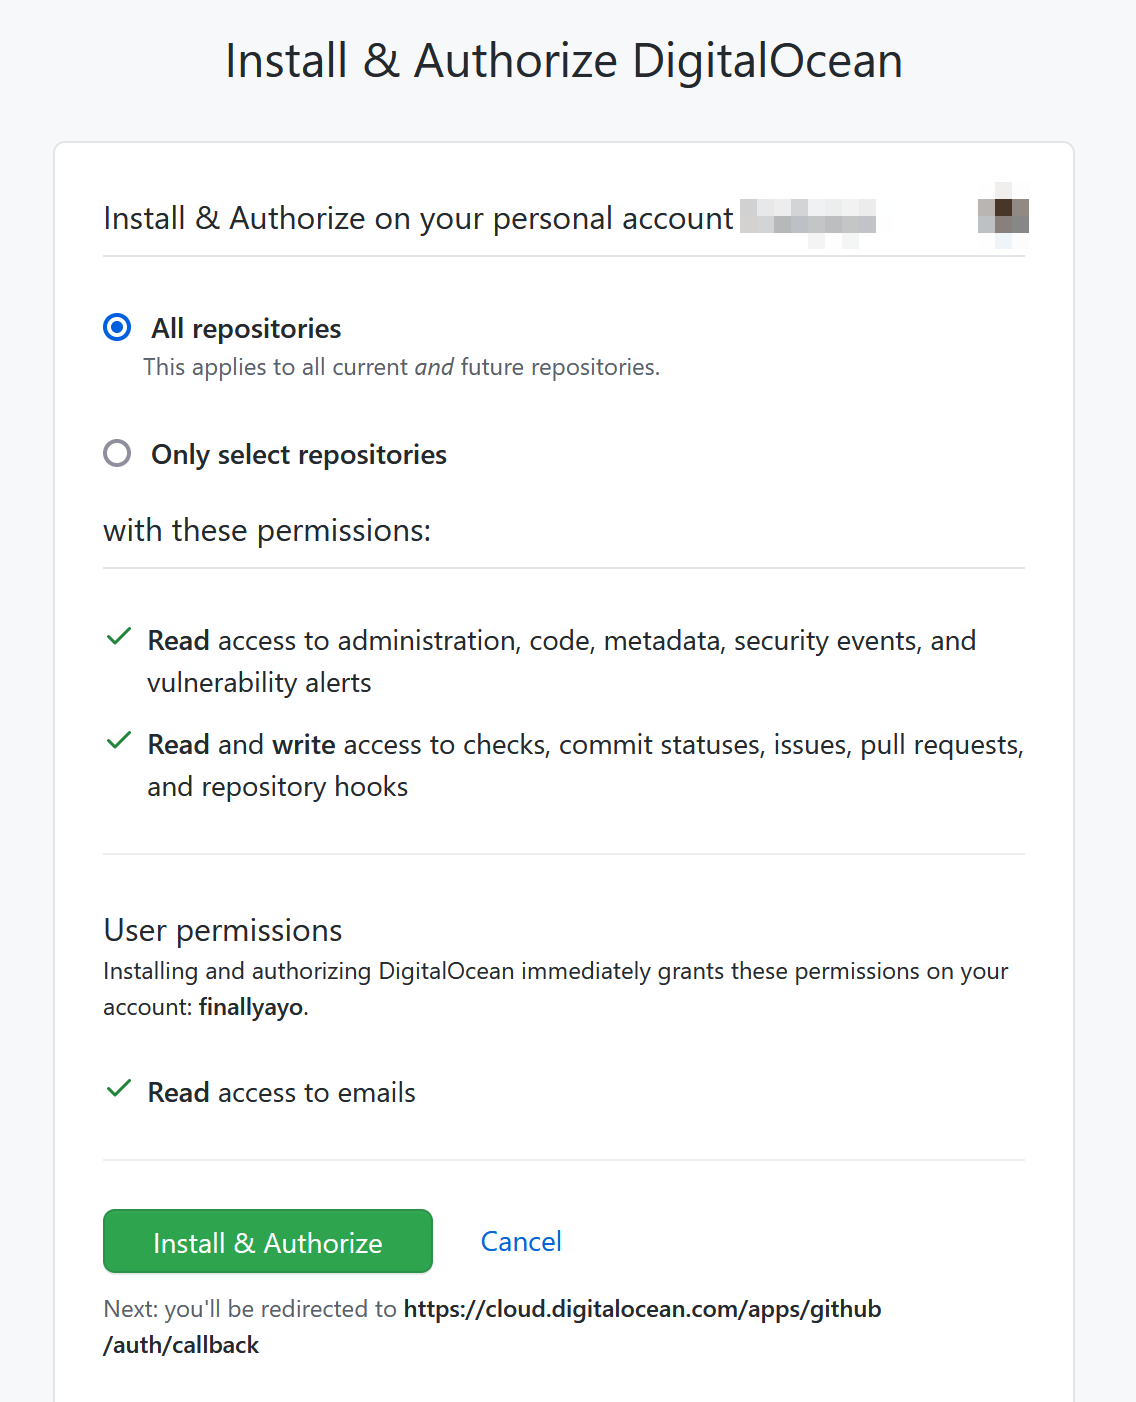 Install & Authorize DigitalOcean
Install & Authorize on your personal account
All repositories
This applies to all current and future repositories.
Only select repositories
with these permissions:
Read access to administration, code, metadata, security events, and
vulnerability alerts
Read and write access to checks, commit statuses, issues, pull requests,
and repository hooks
User permissions
Installing and authorizing DigitalOcean immediately grants these permissions on your
account: finallyayo.
Read access to emails
Install & Authorize
Cancel
Next: you'll be redirected to https://cloud.digitalocean.com/apps/github
/auth/callback